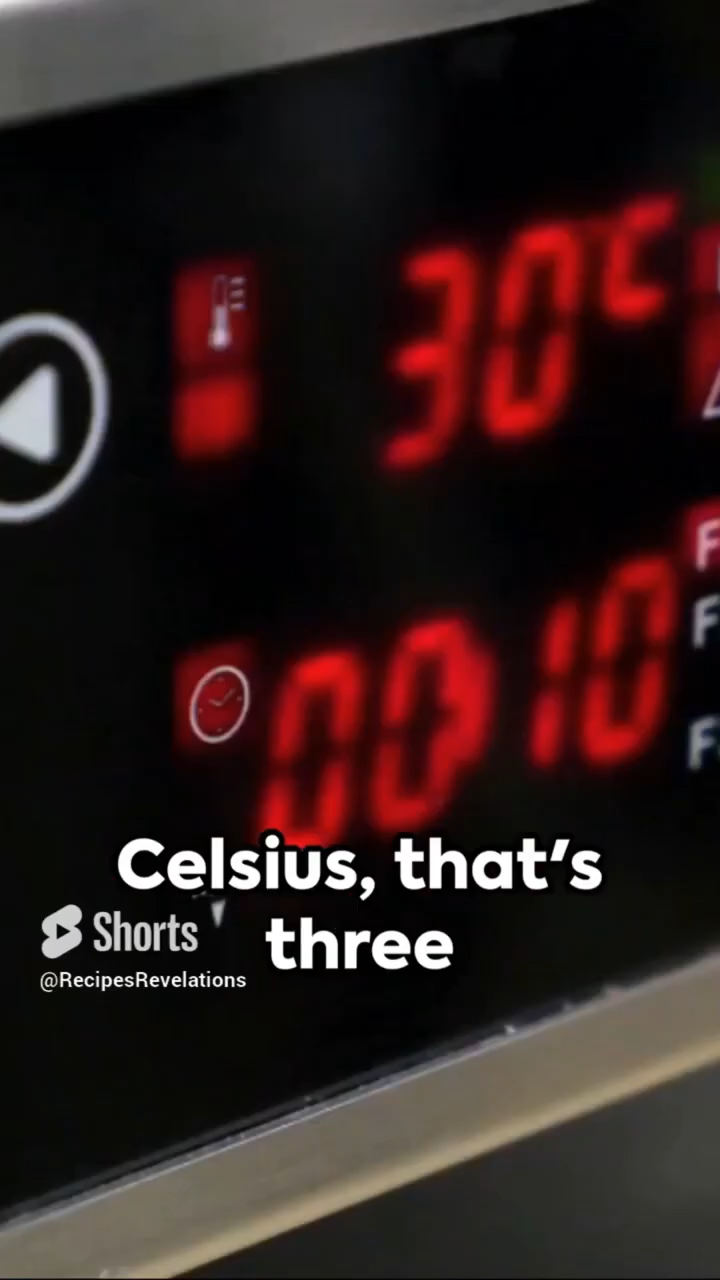 30°C
00 10
F
F
F
Celsius, that's
three
Shorts
@RecipesRevelations